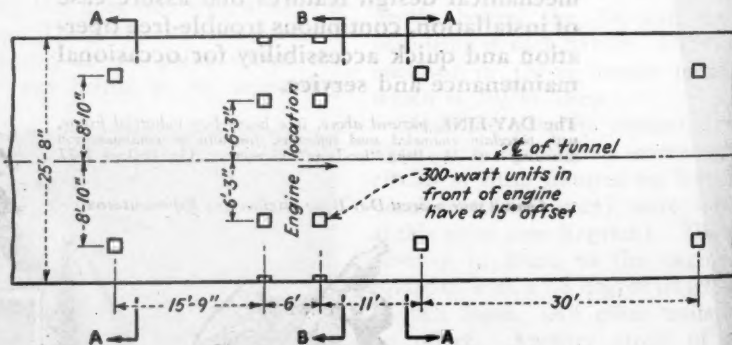 A
B
A
25'-8"
8'-10"
8'-10"
6'-3"
6'-3"
Engine location
℄ of tunnel
300-watt units in
front of engine
have a 15° offset
15'-9"
6'
11'
30'
A
B
A